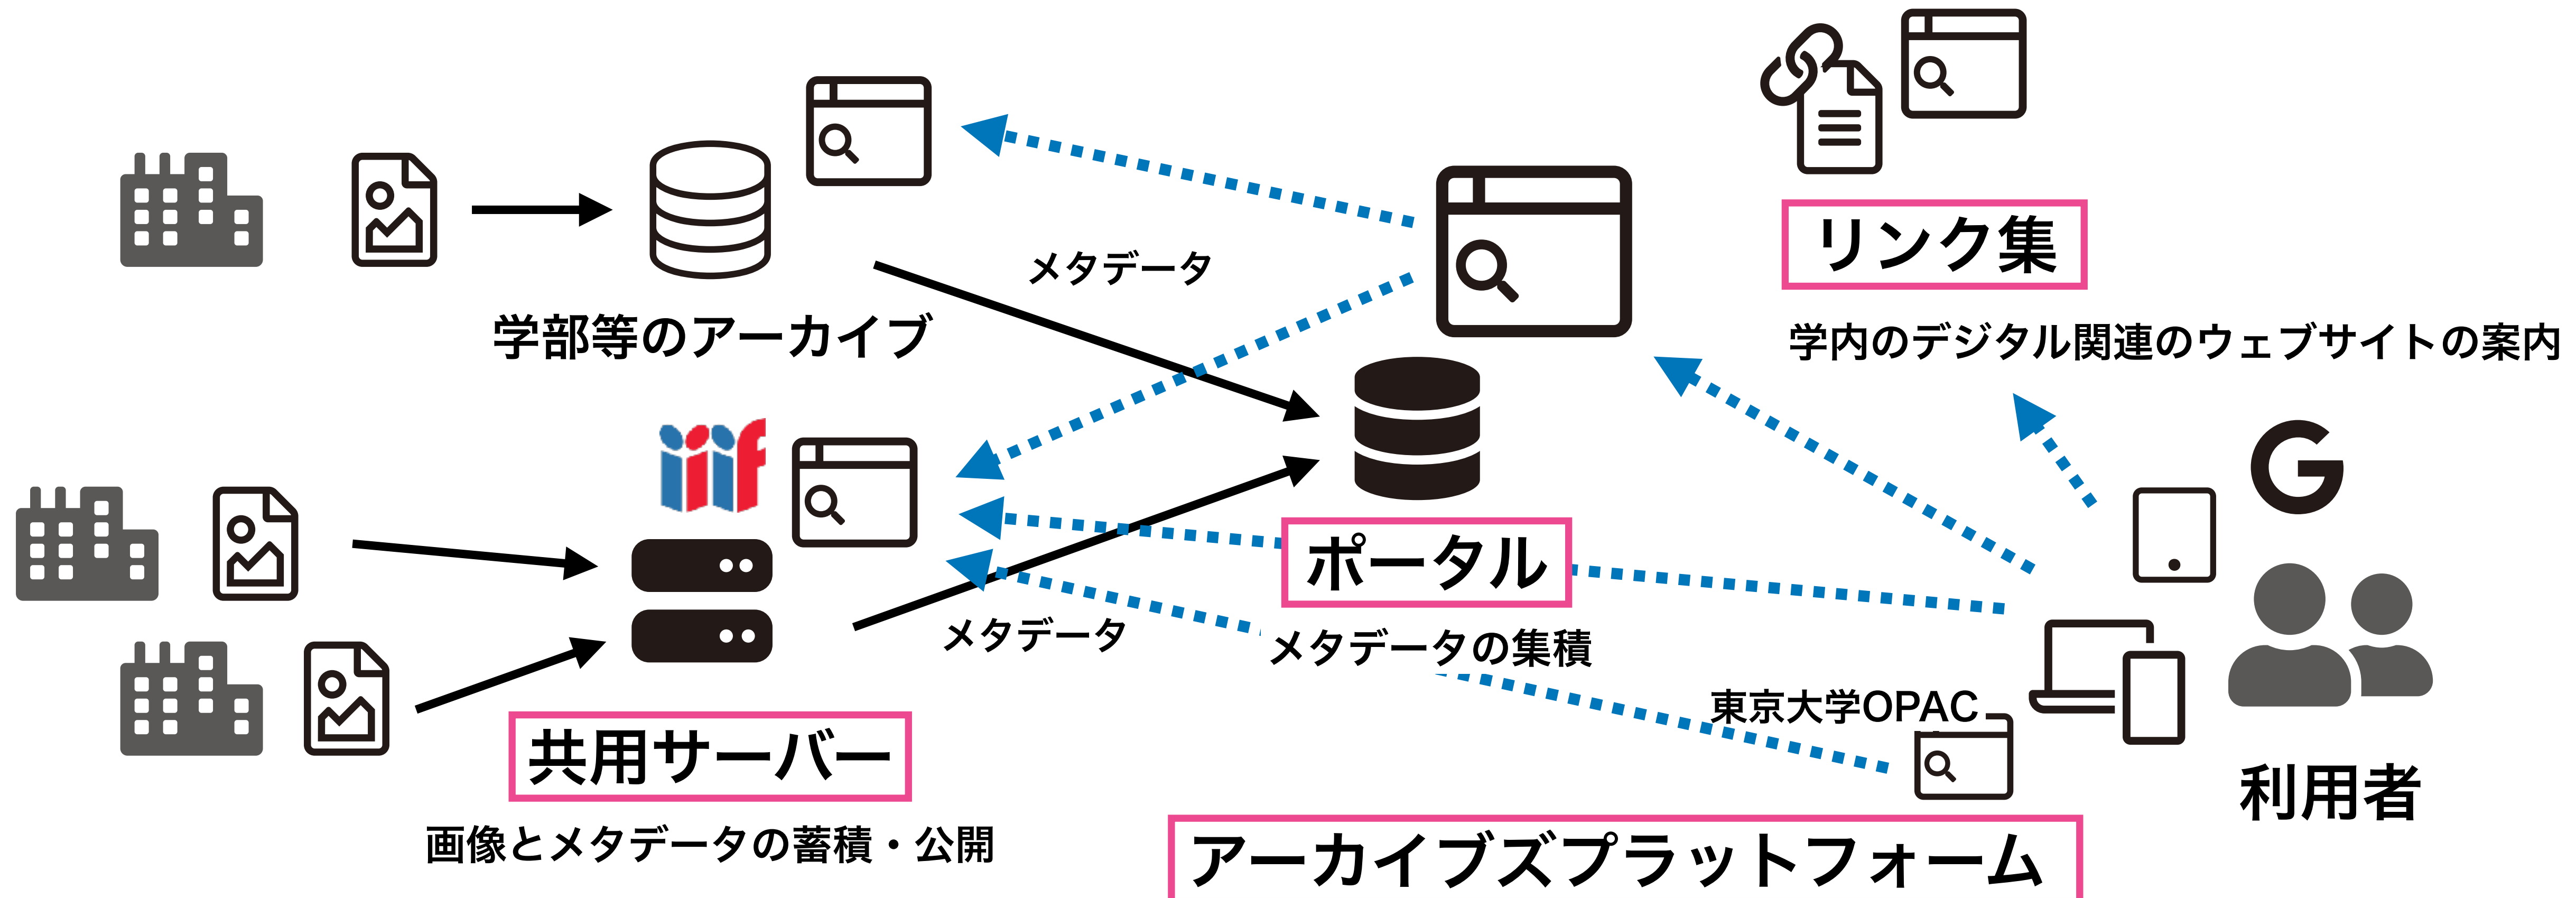 リンク集
メタデータ
学部等のアーカイブ
学内のデジタル関連のウェブサイトの案内
iiif
ポータル
メタデータ
メタデータの集積
東京大学OPAC
共用サーバー
利用者
画像とメタデータの蓄積・公開
アーカイブズプラットフォーム